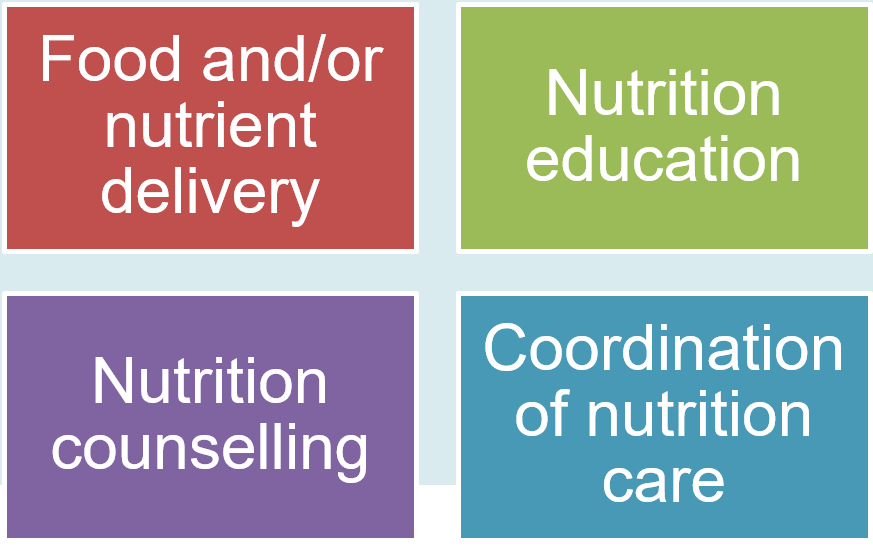 Food and/or
nutrient
delivery
Nutrition
education
Nutrition
counselling
Coordination
of nutrition
care